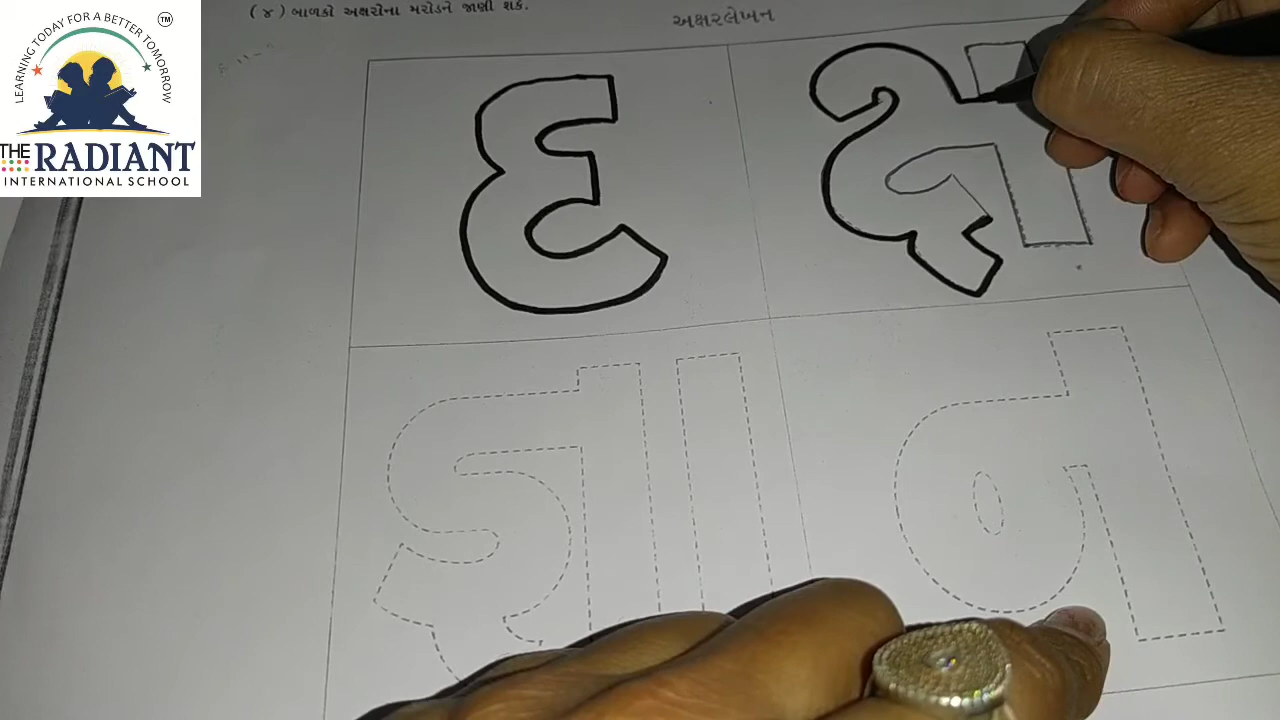 LEARNING TODAY FOR A BETTER TOMORROW
TM
THE RADIANT
INTERNATIONAL SCHOOL
(૪) બાળકો અક્ષરોના મરોડને જાણી શકે.
અક્ષરલેખન
દ